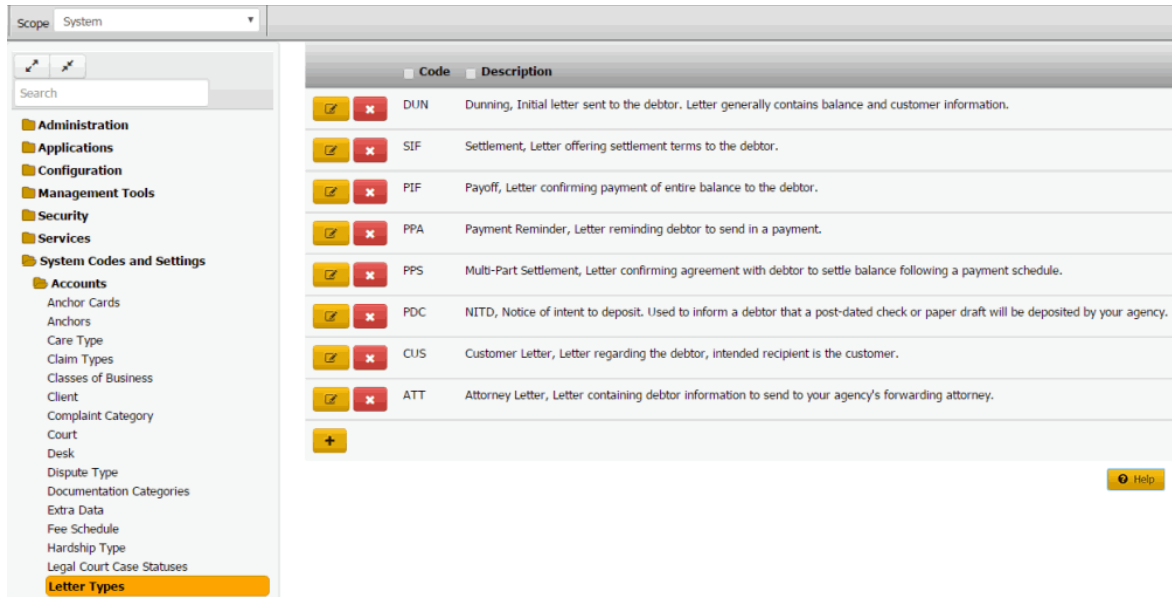 Scope System
Search
Administration
Applications
Configuration
Management Tools
Security
Services
System Codes and Settings
Accounts
Anchor Cards
Anchors
Care Type
Claim Types
Classes of Business
Client
Complaint Category
Court
Desk
Dispute Type
Documentation Categories
Extra Data
Fee Schedule
Hardship Type
Legal Court Case Statuses
Letter Types
Code Description
DUN Dunning, Initial letter sent to the debtor. Letter generally contains balance and customer information.
SIF Settlement, Letter offering settlement terms to the debtor.
PIF Payoff, Letter confirming payment of entire balance to the debtor.
PPA Payment Reminder, Letter reminding debtor to send in a payment.
PPS Multi-Part Settlement, Letter confirming agreement with debtor to settle balance following a payment schedule.
PDC NITD, Notice of intent to deposit. Used to inform a debtor that a post-dated check or paper draft will be deposited by your agency.
CUS Customer Letter, Letter regarding the debtor, intended recipient is the customer.
ATT Attorney Letter, Letter containing debtor information to send to your agency's forwarding attorney.
Help